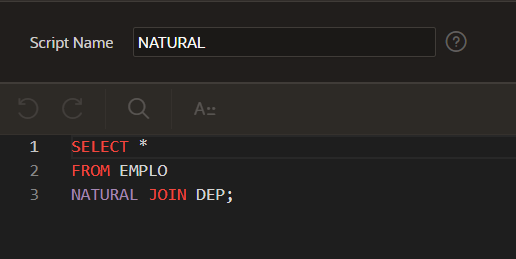 Script Name NATURAL ?
A
1 SELECT *
2 FROM EMPLO
3 NATURAL JOIN DEP;